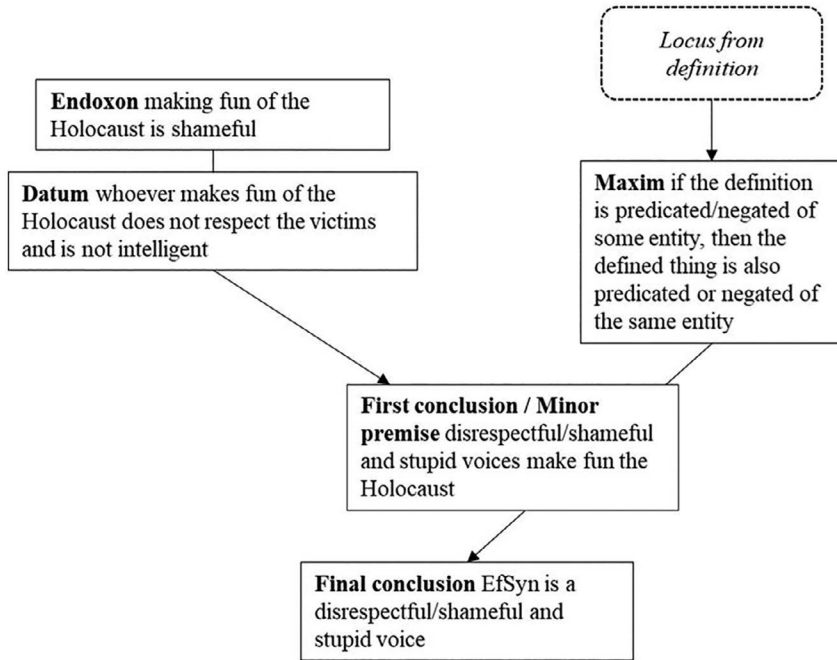 Locus from
definition
Endoxon making fun of the
Holocaust is shameful
Datum whoever makes fun of the
Holocaust does not respect the victims
and is not intelligent
Maxim if the definition
is predicated/negated of
some entity, then the
defined thing is also
predicated or negated of
the same entity
First conclusion / Minor
premise disrespectful/shameful
and stupid voices make fun the
Holocaust
Final conclusion EfSyn is a
disrespectful/shameful and
stupid voice